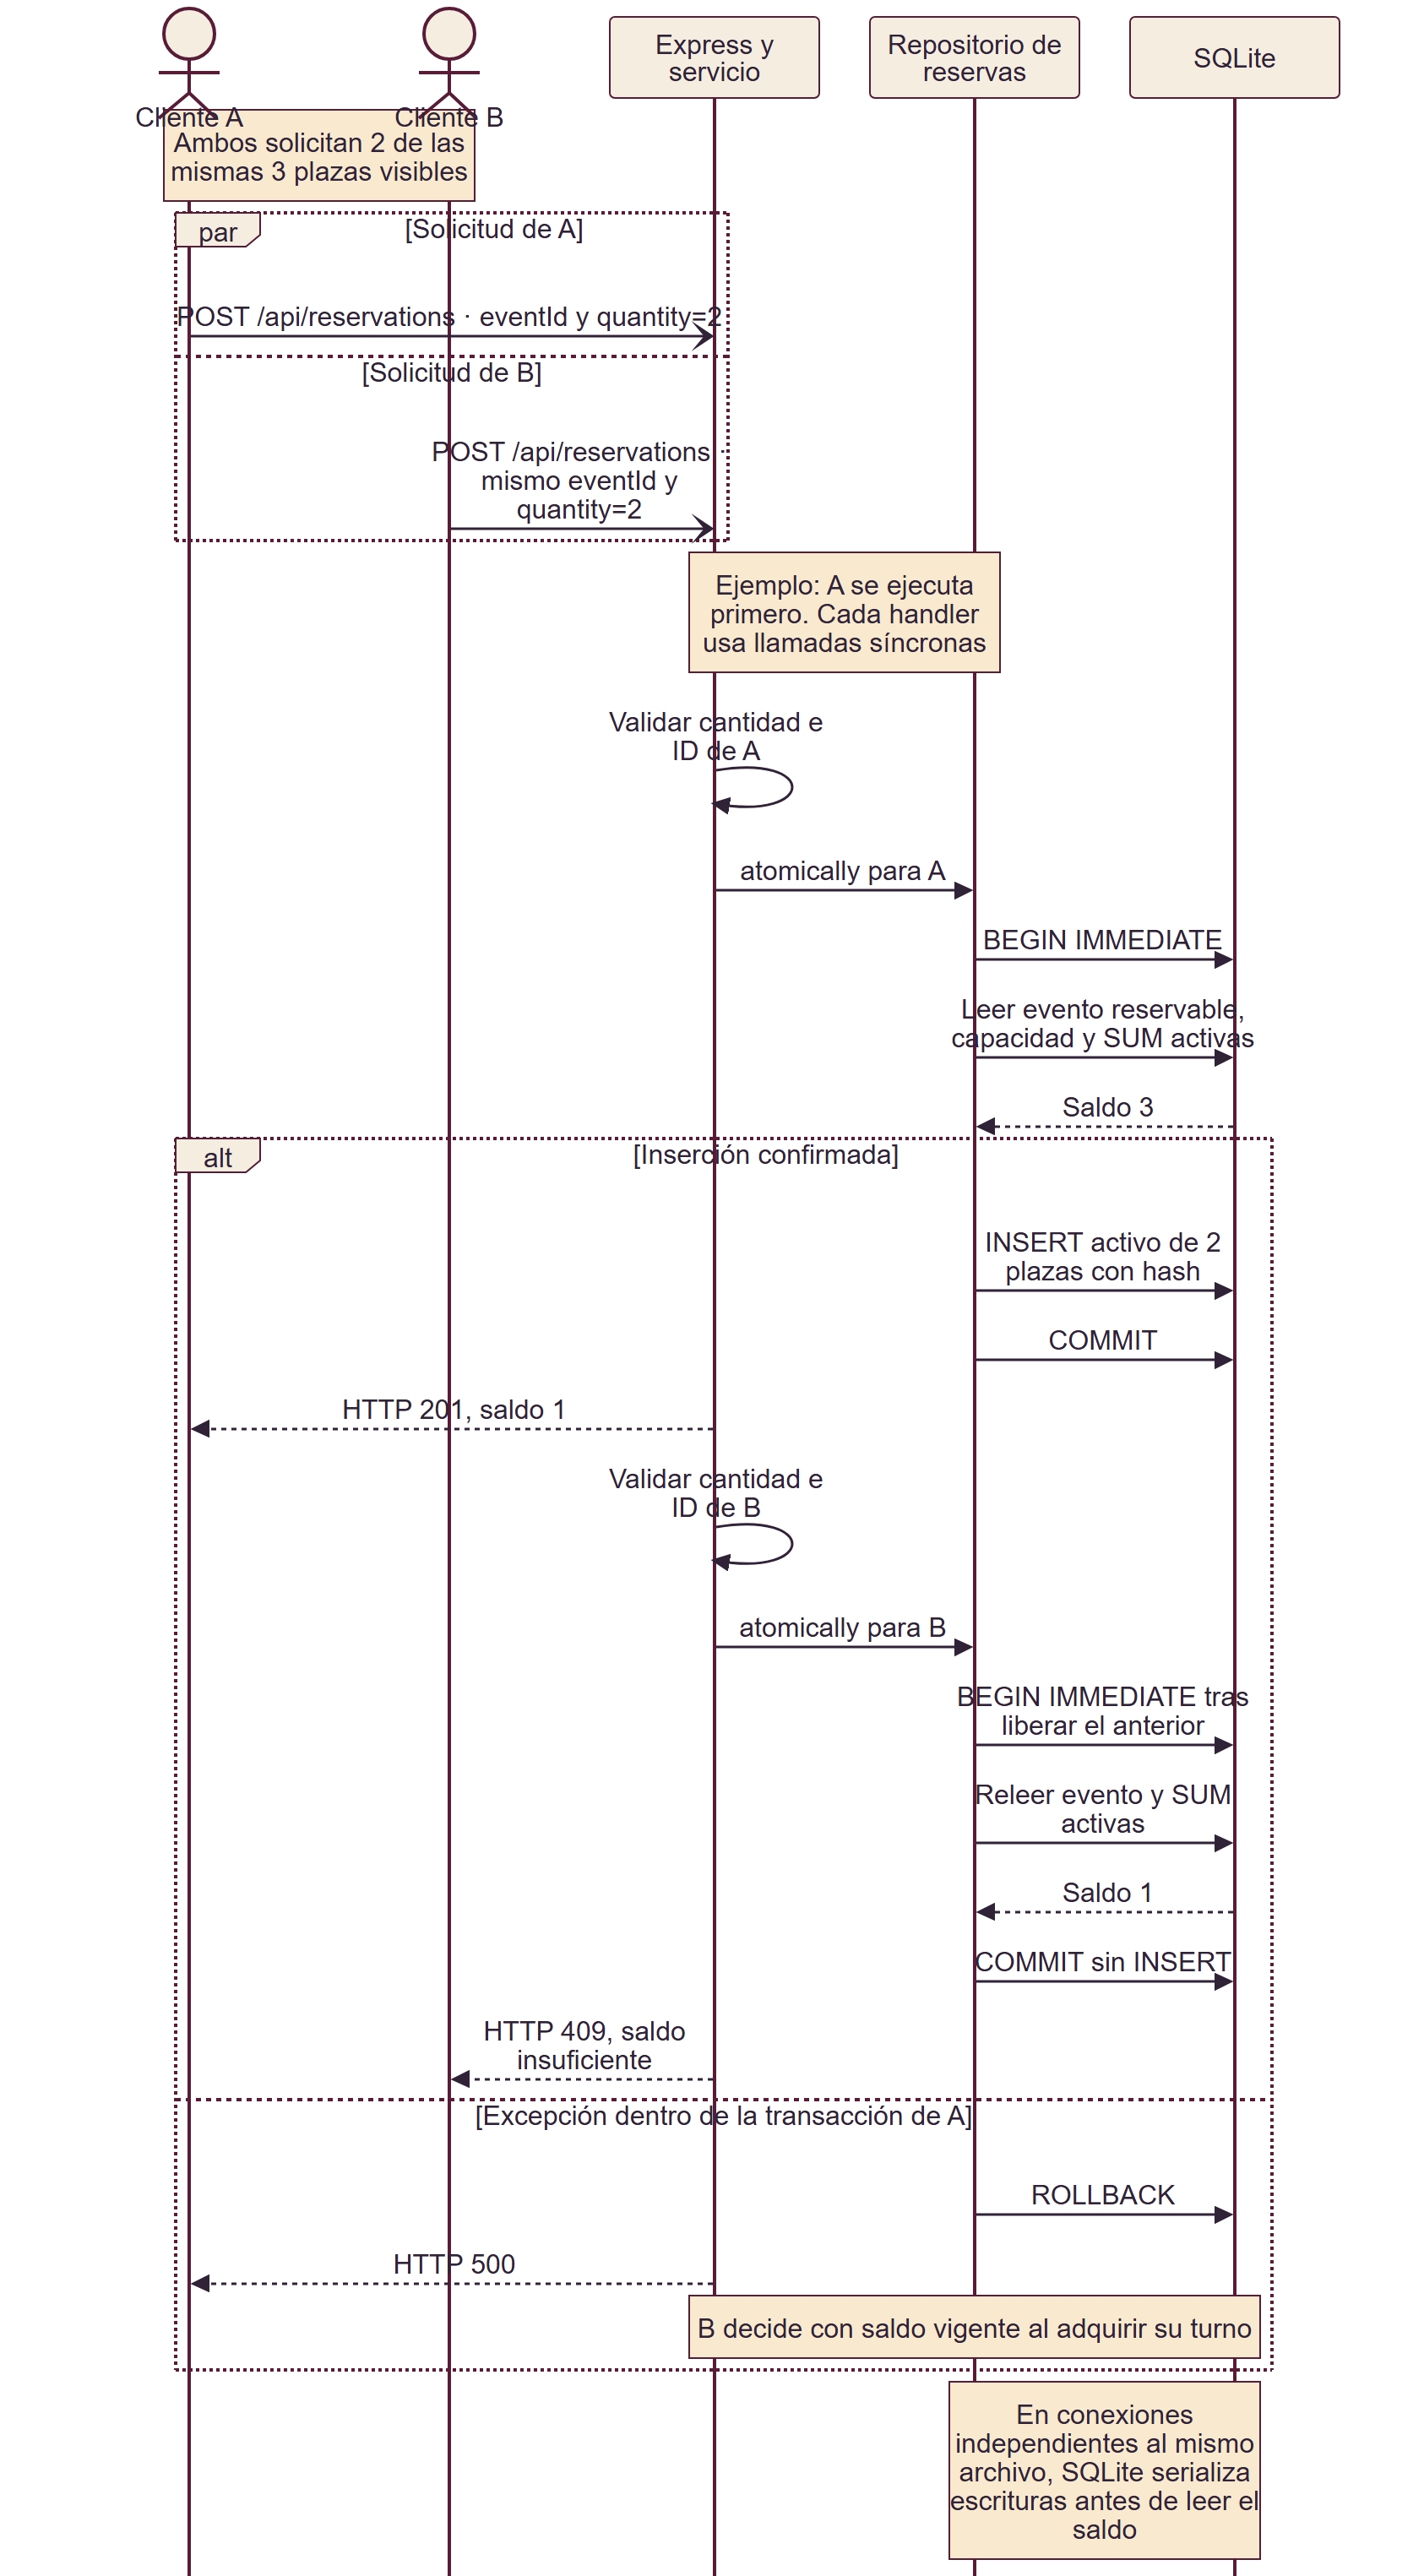 Cliente A
Cliente B
Express y
servicio
Repositorio de
reservas
SQLite
Ambos solicitan 2 de las
mismas 3 plazas visibles
par
[Solicitud de A]
POST /api/reservations · eventId y quantity=2
[Solicitud de B]
POST /api/reservations ·
mismo eventId y
quantity=2
Ejemplo: A se ejecuta
primero. Cada handler
usa llamadas síncronas
Validar cantidad e
ID de A
atomically para A
BEGIN IMMEDIATE
Leer evento reservable,
capacidad y SUM activas
Saldo 3
alt
[Inserción confirmada]
INSERT activo de 2
plazas con hash
COMMIT
HTTP 201, saldo 1
Validar cantidad e
ID de B
atomically para B
BEGIN IMMEDIATE tras
liberar el anterior
Releer evento y SUM
activas
Saldo 1
COMMIT sin INSERT
HTTP 409, saldo
insuficiente
[Excepción dentro de la transacción de A]
ROLLBACK
HTTP 500
B decide con saldo vigente al adquirir su turno
En conexiones
independientes al mismo
archivo, SQLite serializa
escrituras antes de leer el
saldo